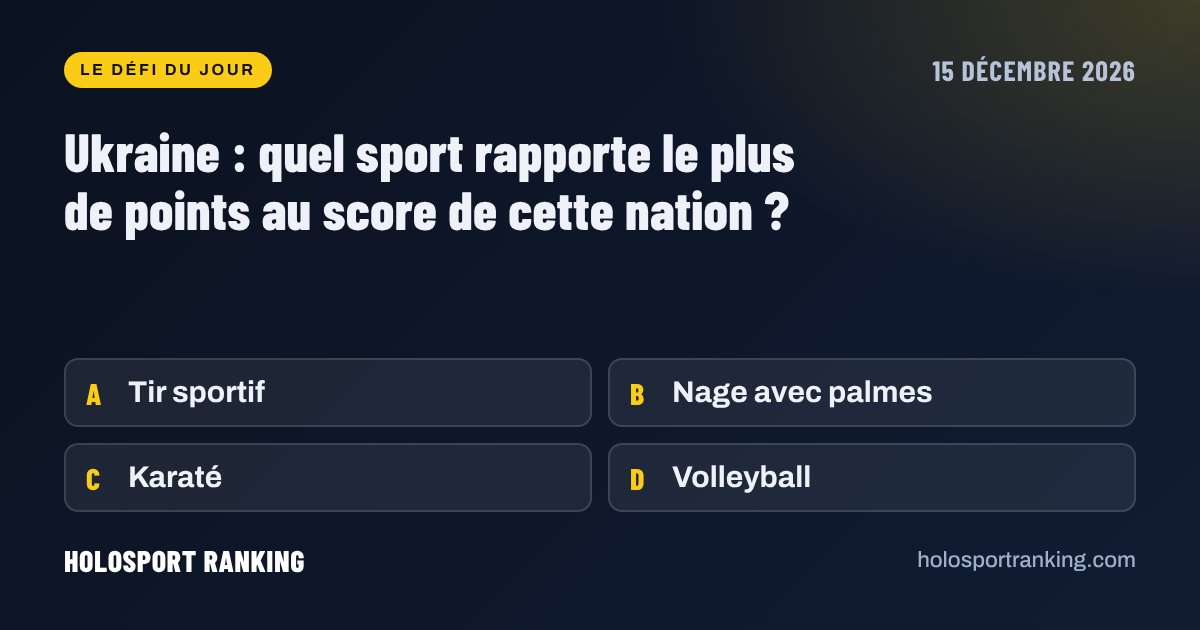 LE DÉFI DU JOUR
15 DÉCEMBRE 2026
Ukraine : quel sport rapporte le plus
de points au score de cette nation ?
A Tir sportif
B Nage avec palmes
C Karaté
D Volleyball
HOLOSPORT RANKING
holosportranking.com